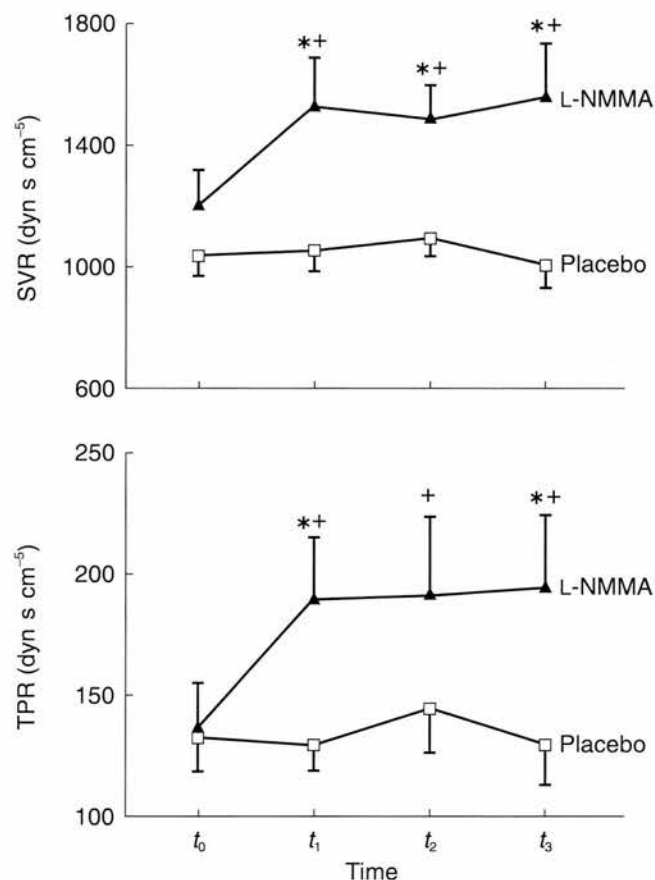 1800
1400
1000
600
SVR (dyn s cm⁻⁵)
*+
*+
*+
L-NMMA
Placebo
250
200
150
100
TPR (dyn s cm⁻⁵)
*+
+
*+
L-NMMA
Placebo
t₀ t₁ t₂ t₃
Time